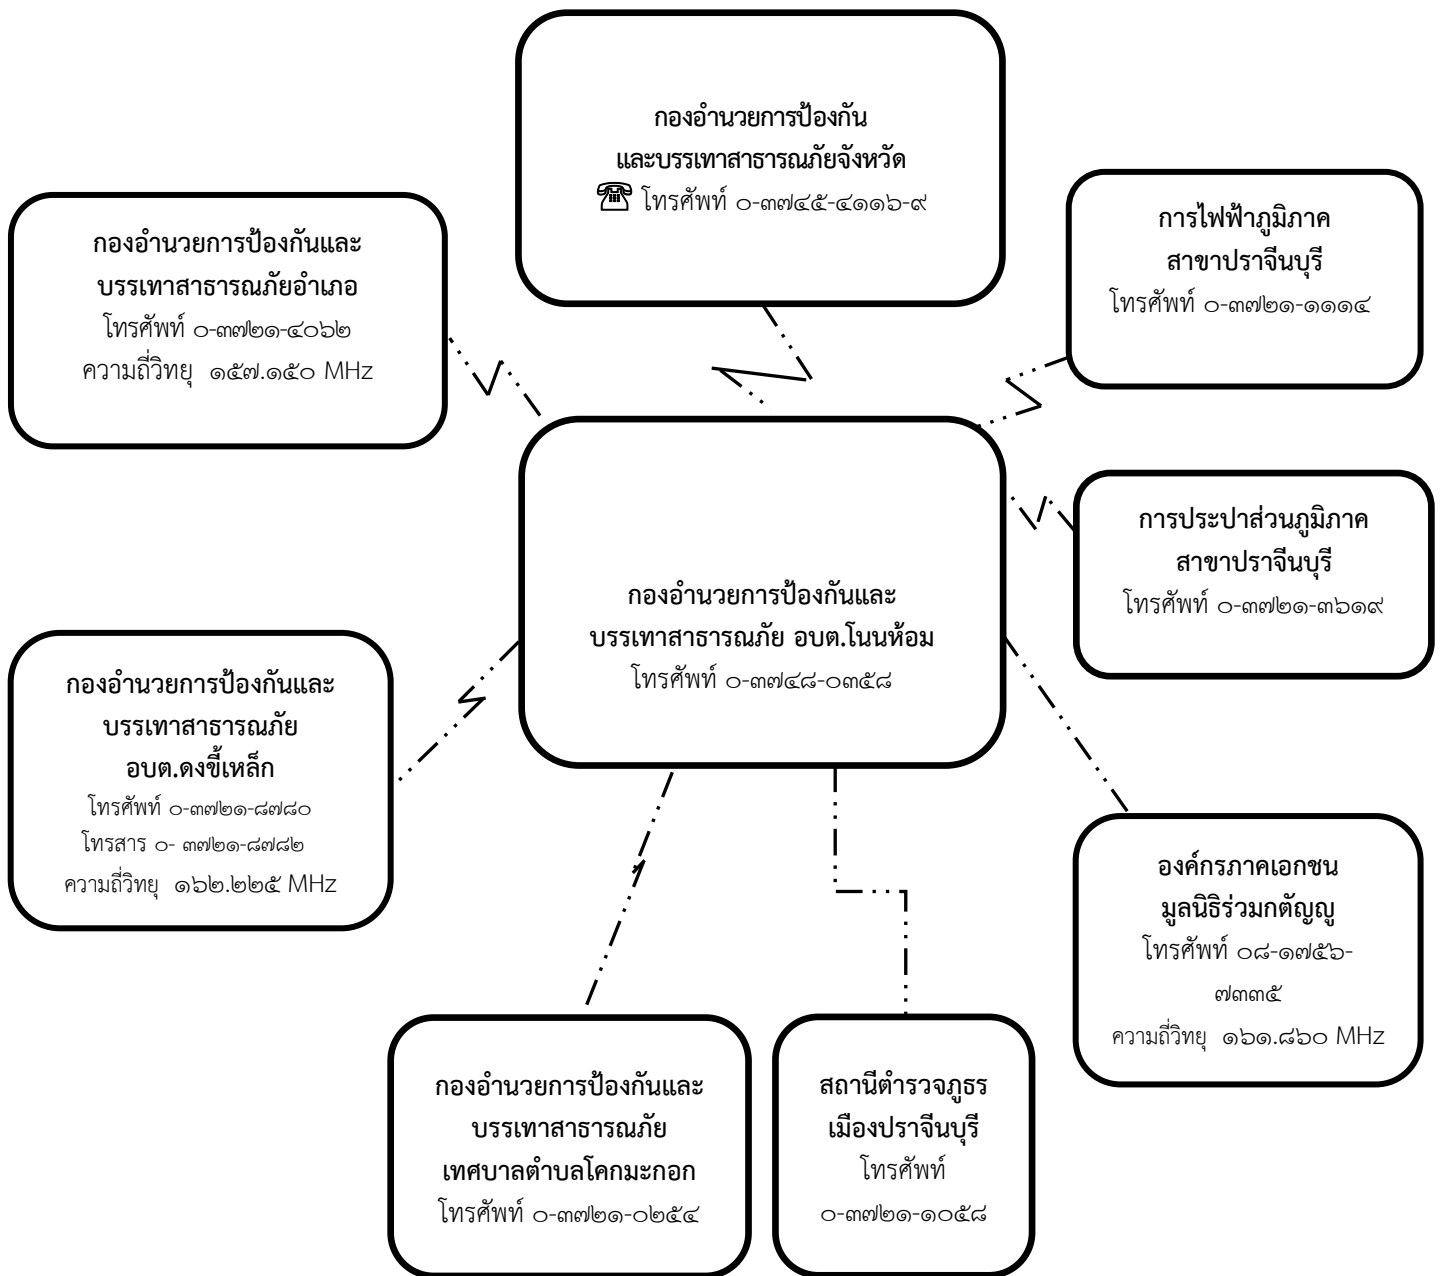 กองอำนวยการป้องกัน
และบรรเทาสาธารณภัยจังหวัด
☎ โทรศัพท์ ๐-๓๗๔๕-๔๑๑๖-๙
กองอำนวยการป้องกันและ
บรรเทาสาธารณภัยอำเภอ
โทรศัพท์ ๐-๓๗๒๑-๔๐๖๒
ความถี่วิทยุ ๑๕๗.๑๕๐ MHz
การไฟฟ้าภูมิภาค
สาขาปราจีนบุรี
โทรศัพท์ ๐-๓๗๒๑-๑๑๑๔
การประปาส่วนภูมิภาค
สาขาปราจีนบุรี
โทรศัพท์ ๐-๓๗๒๑-๓๖๑๙
กองอำนวยการป้องกันและ
บรรเทาสาธารณภัย อบต.โนนห้อม
โทรศัพท์ ๐-๓๗๔๘-๐๓๕๘
กองอำนวยการป้องกันและ
บรรเทาสาธารณภัย
อบต.ดงขี้เหล็ก
โทรศัพท์ ๐-๓๗๒๑-๘๗๘๐
โทรสาร ๐- ๓๗๒๑-๘๗๘๒
ความถี่วิทยุ ๑๖๒.๒๒๕ MHz
องค์กรภาคเอกชน
มูลนิธิร่วมกตัญญู
โทรศัพท์ ๐๘-๑๗๕๖-
๗๓๓๕
ความถี่วิทยุ ๑๖๑.๘๖๐ MHz
กองอำนวยการป้องกันและ
บรรเทาสาธารณภัย
เทศบาลตำบลโคกมะกอก
โทรศัพท์ ๐-๓๗๒๑-๐๒๕๔
สถานีตำรวจภูธร
เมืองปราจีนบุรี
โทรศัพท์
๐-๓๗๒๑-๑๐๕๘